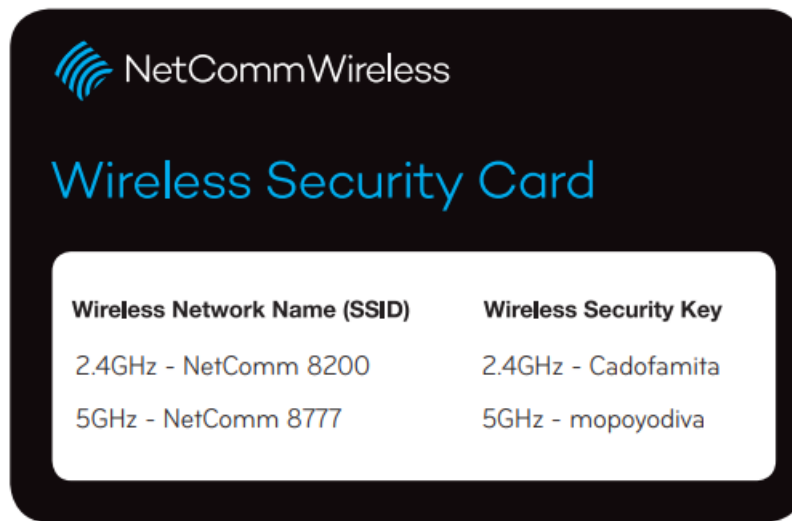 NetCommWireless
Wireless Security Card
Wireless Network Name (SSID) Wireless Security Key
2.4GHz - NetComm 8200 2.4GHz - Cadofamita
5GHz - NetComm 8777 5GHz - mopoyodiva